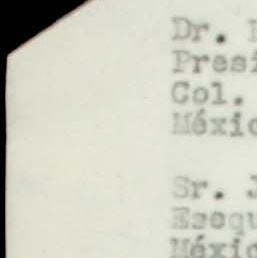 Dr.
Presi
Col.
Méxic
Sr. J
Esequ
Méxic